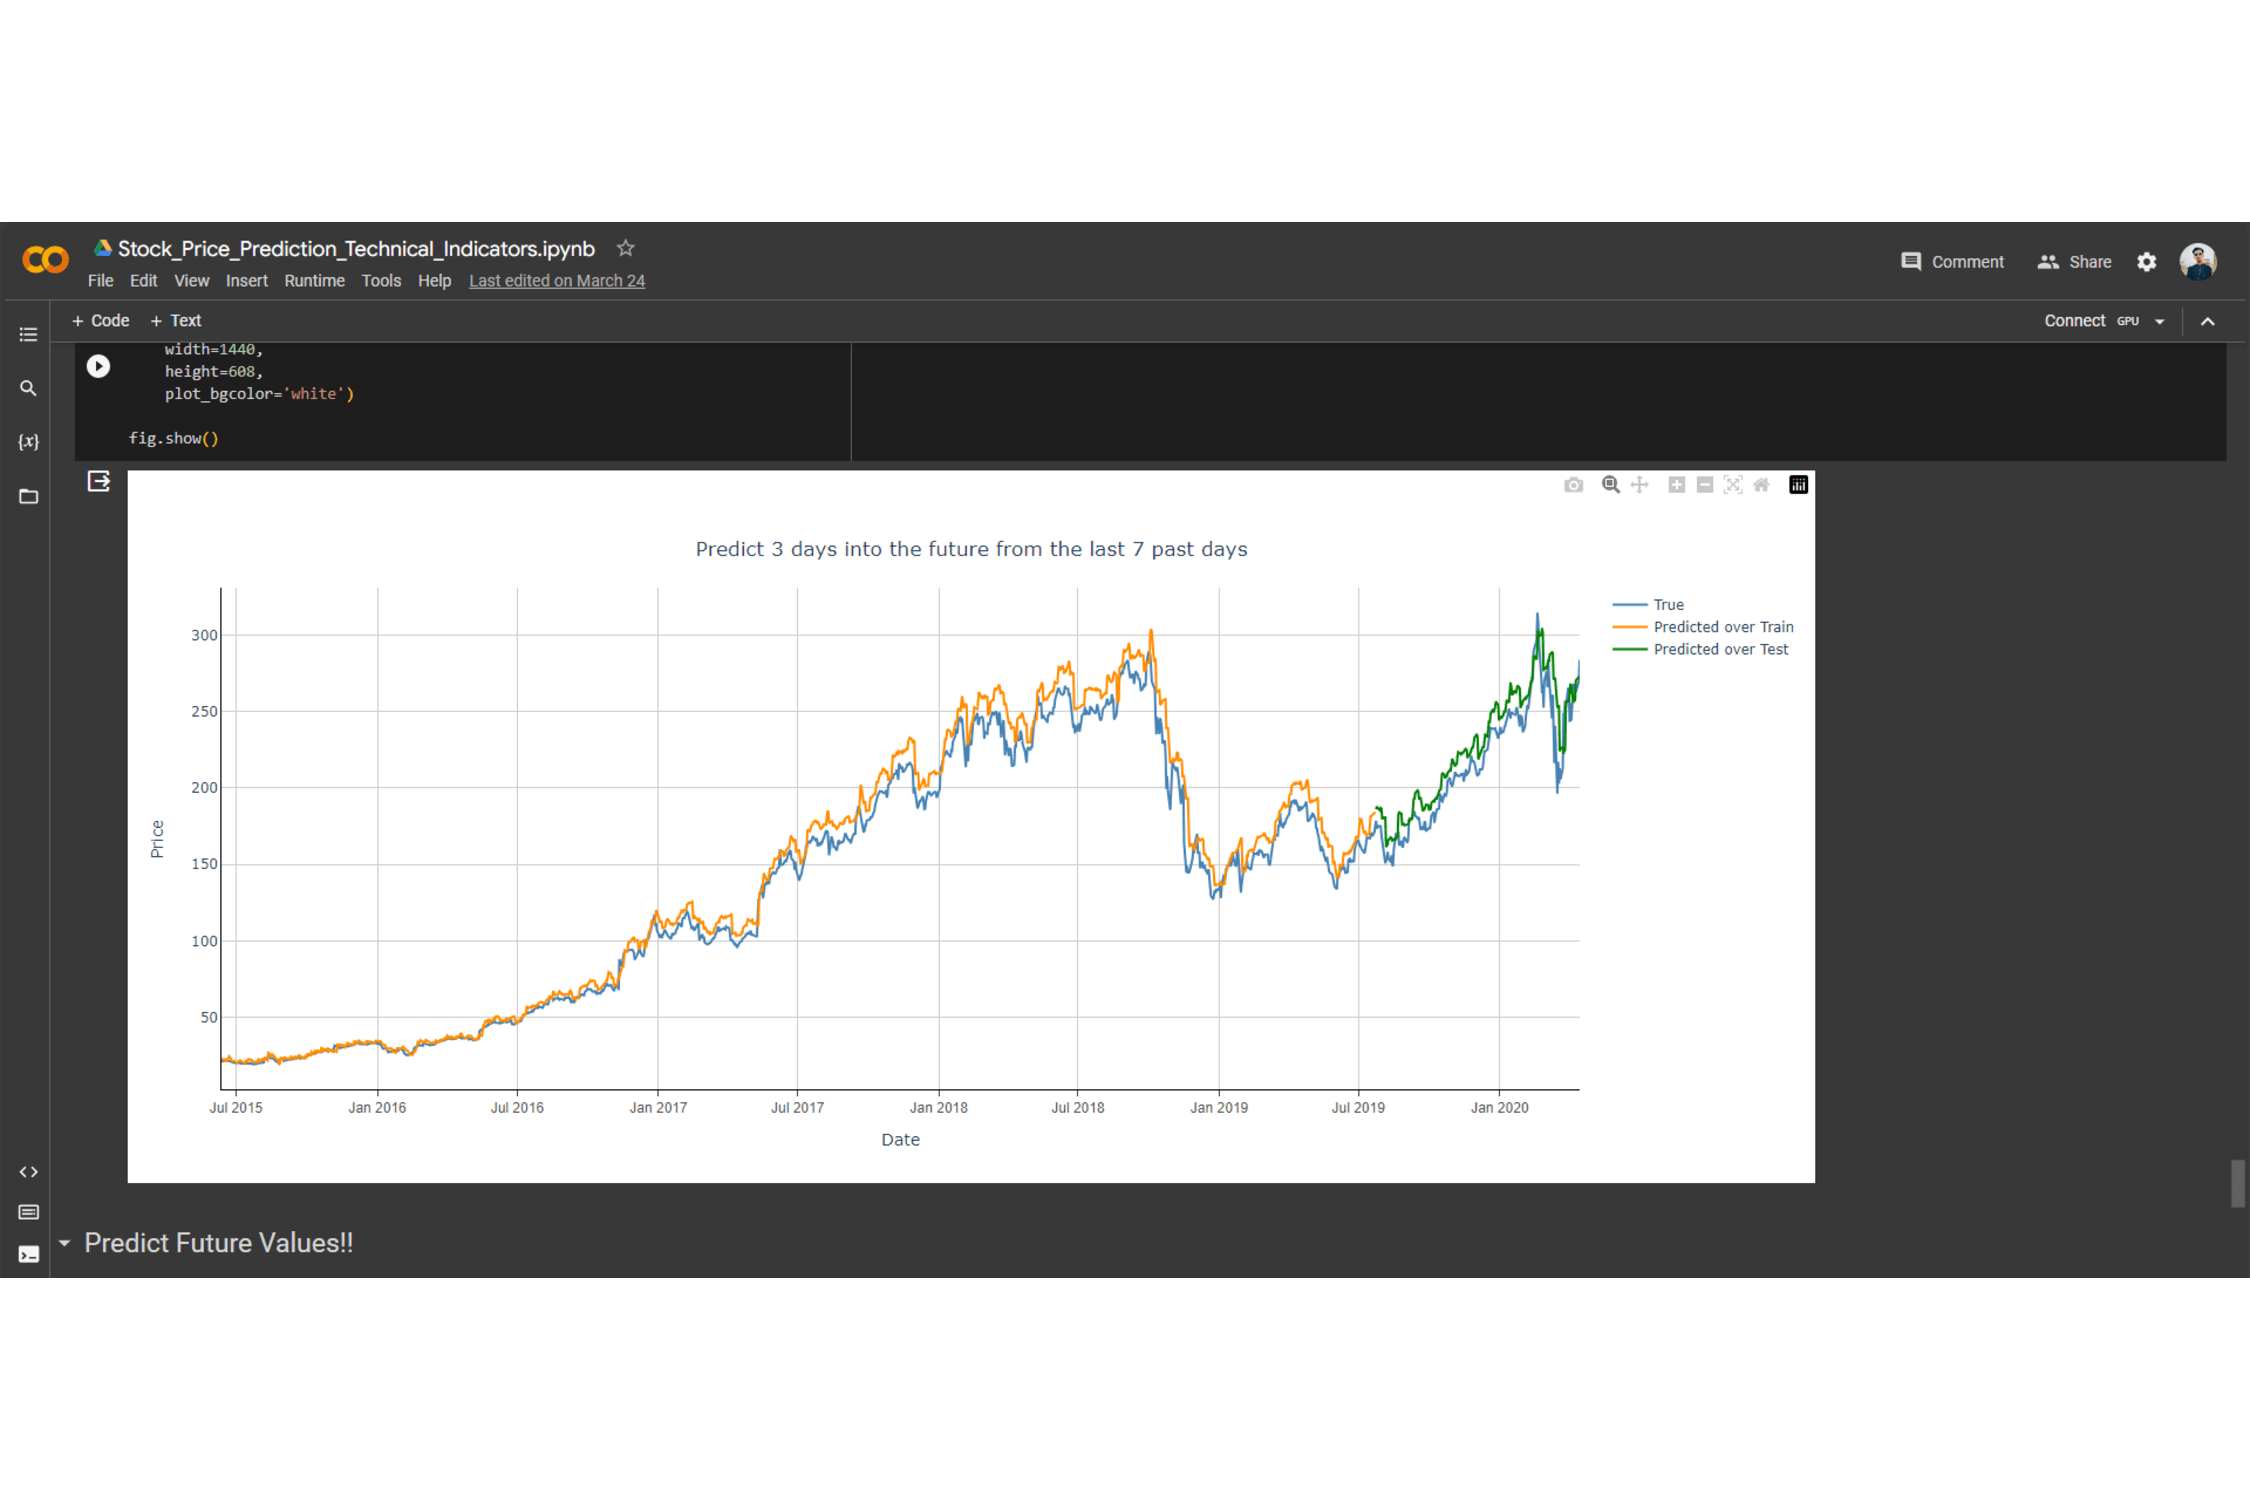 Stock_Price_Prediction_Technical_Indicators.ipynb
File Edit View Insert Runtime Tools Help Last edited on March 24
Comment Share
+ Code + Text
Connect GPU
width=1440,
height=608,
plot_bgcolor='white')
fig.show()
{x}
Predict 3 days into the future from the last 7 past days
True
Predicted over Train
Predicted over Test
300
250
200
150
100
50
Price
Jul 2015 Jan 2016 Jul 2016 Jan 2017 Jul 2017 Jan 2018 Jul 2018 Jan 2019 Jul 2019 Jan 2020
Date
Predict Future Values!!